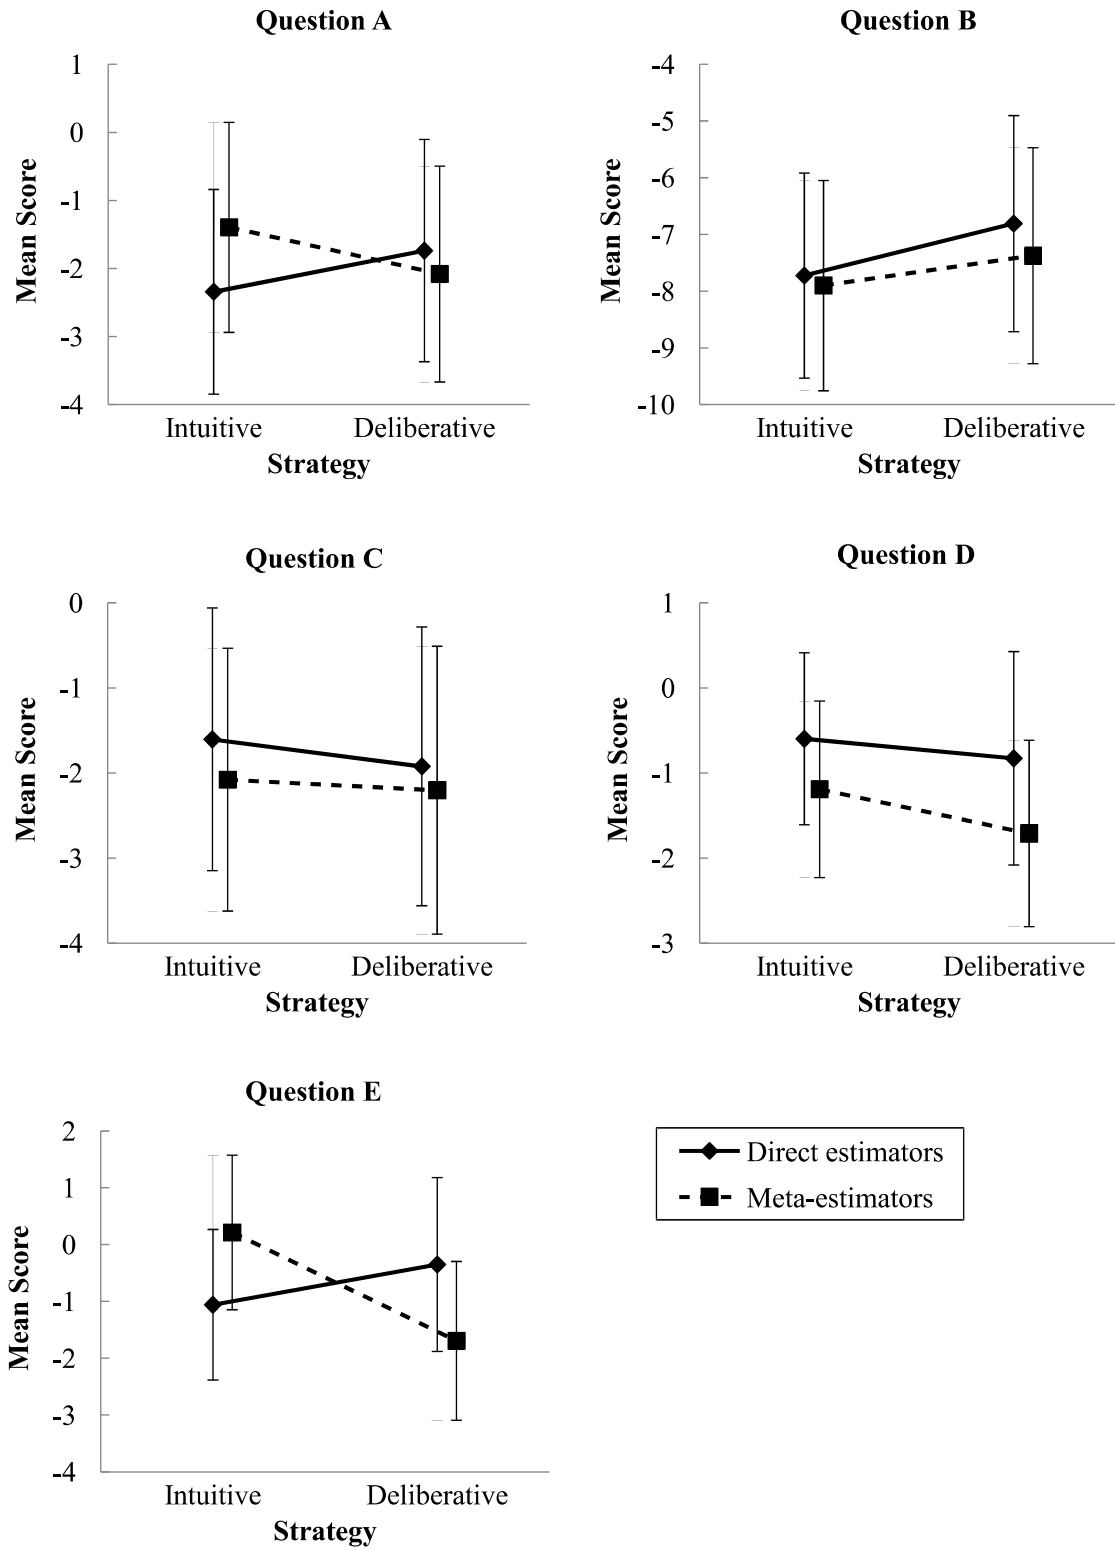 Question A
Mean Score
1
0
-1
-2
-3
-4
Intuitive
Deliberative
Strategy
Question B
Mean Score
-4
-5
-6
-7
-8
-9
-10
Intuitive
Deliberative
Strategy
Question C
Mean Score
0
-1
-2
-3
-4
Intuitive
Deliberative
Strategy
Question D
Mean Score
1
0
-1
-2
-3
Intuitive
Deliberative
Strategy
Question E
Mean Score
2
1
0
-1
-2
-3
-4
Intuitive
Deliberative
Strategy
Direct estimators
Meta-estimators